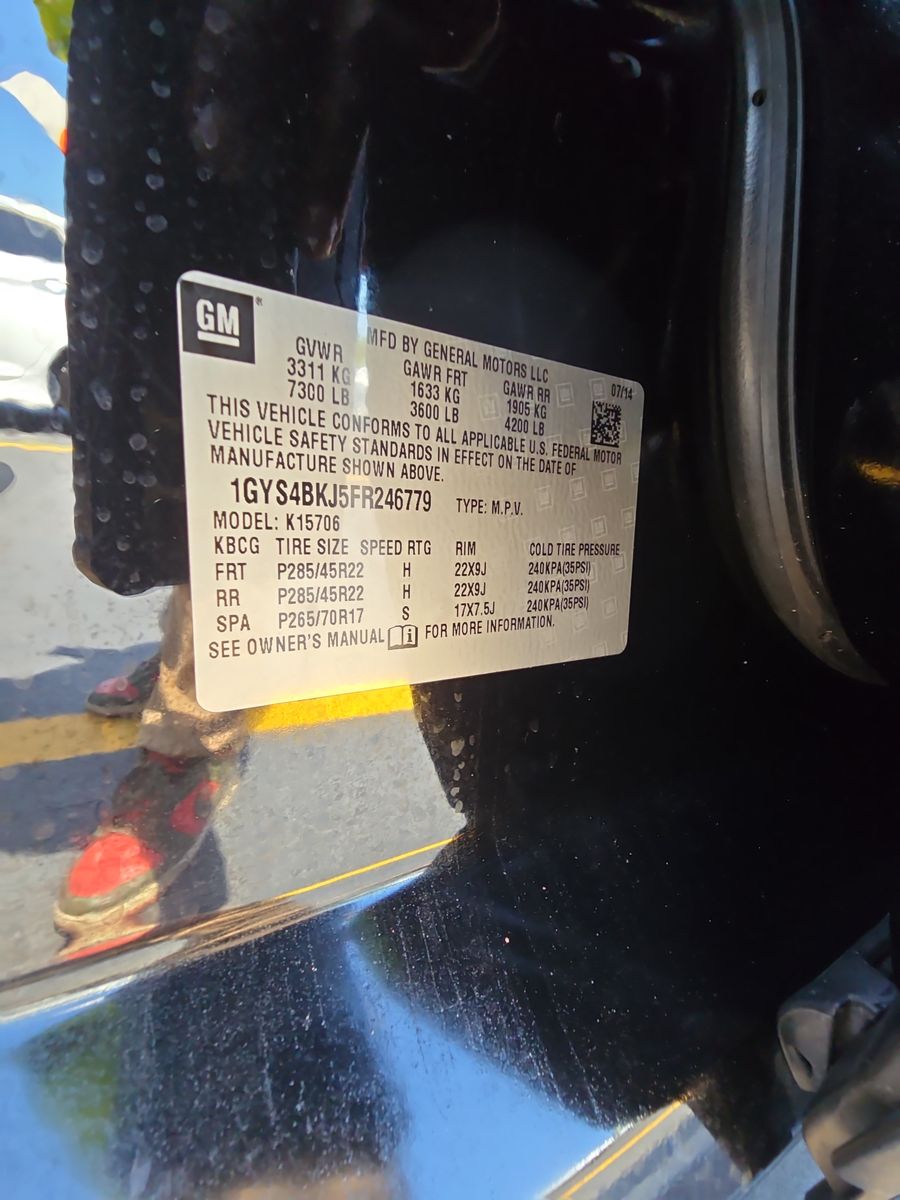 GM®
MFD BY GENERAL MOTORS LLC
GVWR GAWR FRT GAWR RR 07/14
3311 KG 1633 KG 1905 KG
7300 LB 3600 LB 4200 LB
THIS VEHICLE CONFORMS TO ALL APPLICABLE U.S. FEDERAL MOTOR
VEHICLE SAFETY STANDARDS IN EFFECT ON THE DATE OF
MANUFACTURE SHOWN ABOVE.
1GYS4BKJ5FR246779 TYPE: M.P.V.
MODEL: K15706
KBCG TIRE SIZE SPEED RTG RIM COLD TIRE PRESSURE
FRT P285/45R22 H 22X9J 240KPA(35PSI)
RR P285/45R22 H 22X9J 240KPA(35PSI)
SPA P265/70R17 S 17X7.5J 240KPA(35PSI)
SEE OWNER'S MANUAL i FOR MORE INFORMATION.